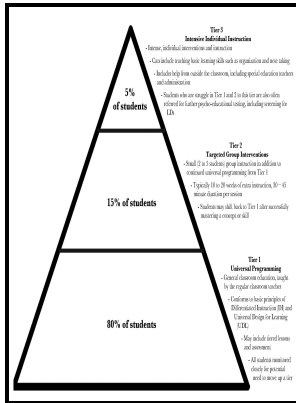 Tier 3
Intensive Individual Instruction
- Intense, individual interventions and instruction
- Can include teaching basic learning skills such as organization and note taking
- Includes help from outside the classroom, including special education teachers
and administration
- Students who are struggle in Tier 1 and 2 to this tier are also often
referred for further psycho-educational testing, including screening for
LDs
5%
of students
Tier 2
Targeted Group Interventions
- Small (2 to 5 students) group instruction in addition to
continued universal programming from Tier 1
- Typically 10 to 20 weeks of extra instruction, 30 – 45
minute duration per session
- Students may shift back to Tier 1 after successfully
mastering a concept or skill
15% of students
Tier 1
Universal Programming
- General classroom education, taught
by the regular classroom teacher
- Conforms to basic principles of
Differentiated Instruction (DI) and
Universal Design for Learning
(UDL)
- May include tiered lessons
and assessment
- All students monitored
closely for potential
need to move up a tier
80% of students